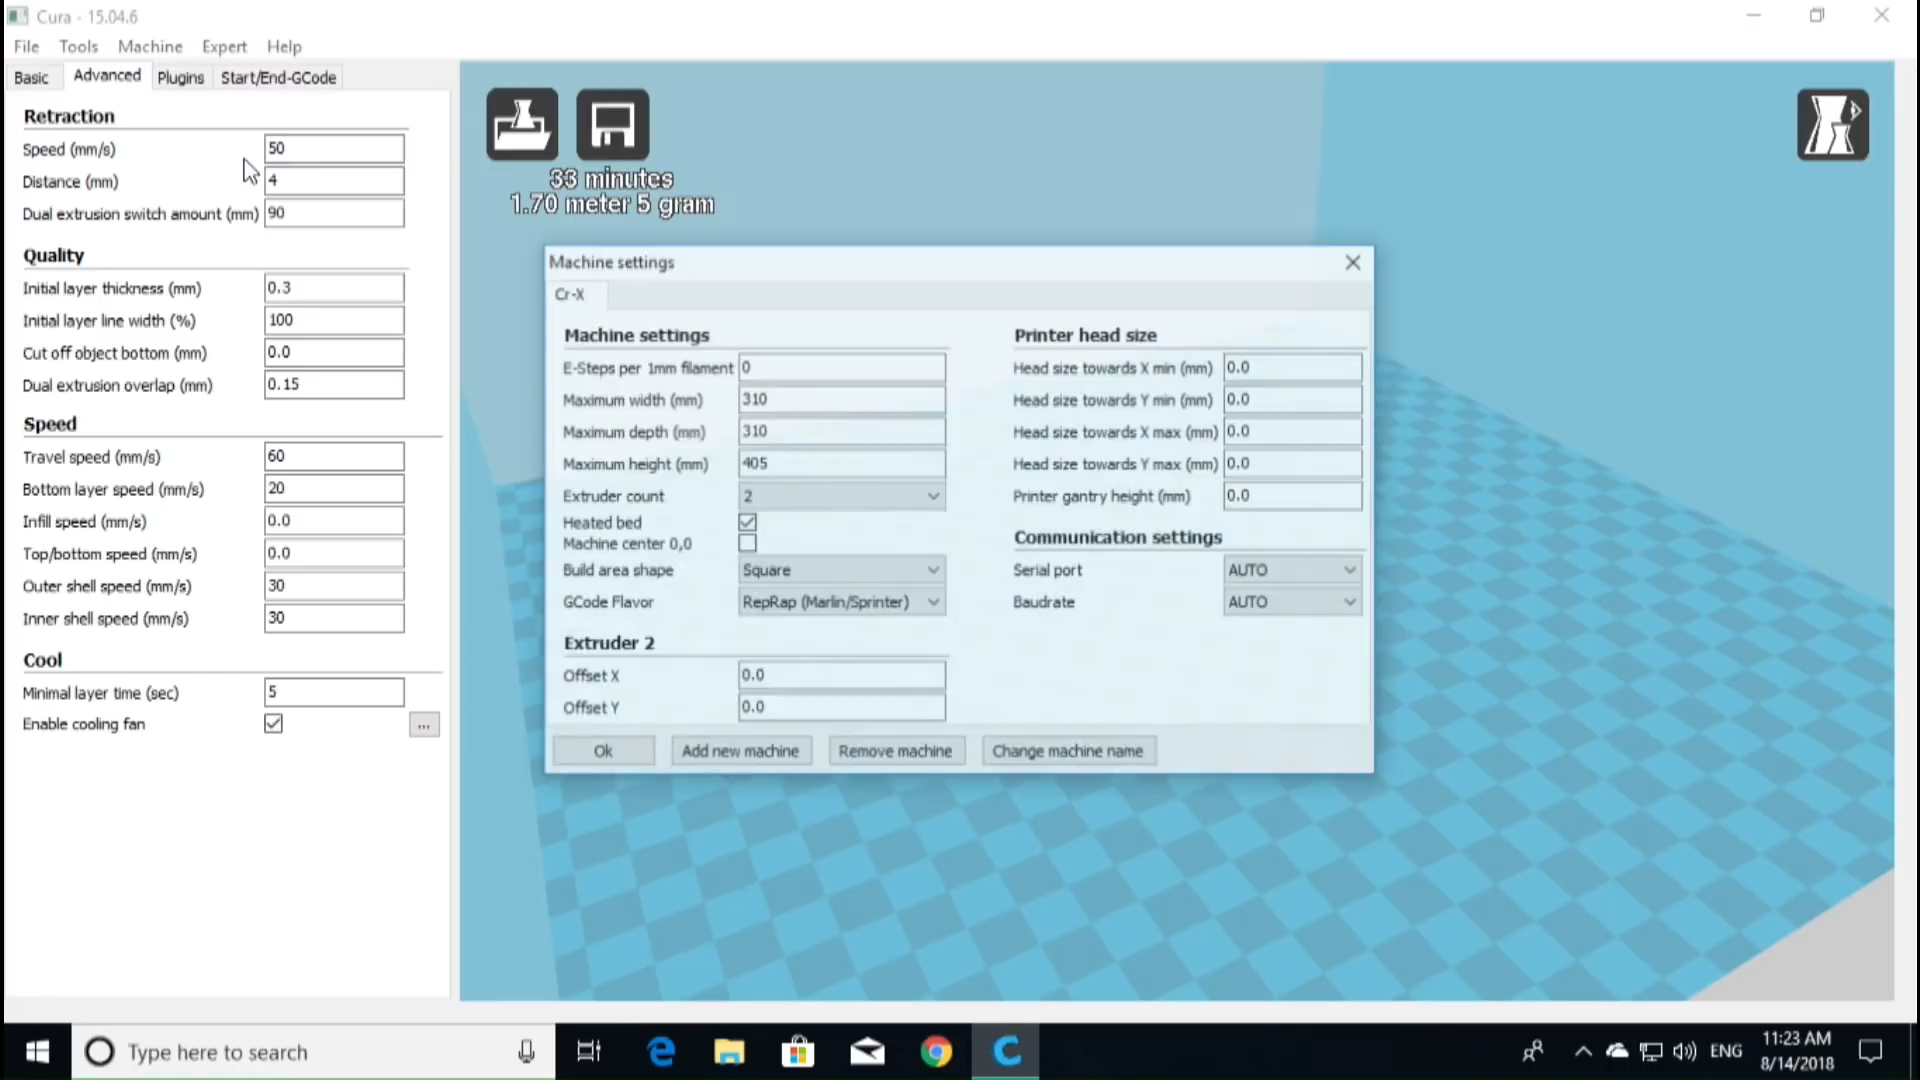 Cura - 15.04.6
File Tools Machine Expert Help
Basic Advanced Plugins Start/End-GCode
Retraction
Speed (mm/s) 50
Distance (mm) 4
Dual extrusion switch amount (mm) 90
Quality
Initial layer thickness (mm) 0.3
Initial layer line width (%) 100
Cut off object bottom (mm) 0.0
Dual extrusion overlap (mm) 0.15
Speed
Travel speed (mm/s) 60
Bottom layer speed (mm/s) 20
Infill speed (mm/s) 0.0
Top/bottom speed (mm/s) 0.0
Outer shell speed (mm/s) 30
Inner shell speed (mm/s) 30
Cool
Minimal layer time (sec) 5
Enable cooling fan ...
33 minutes
1.70 meter 5 gram
Machine settings
Cr-X
Machine settings
E-Steps per 1mm filament 0
Maximum width (mm) 310
Maximum depth (mm) 310
Maximum height (mm) 405
Extruder count 2
Heated bed
Machine center 0,0
Build area shape Square
GCode Flavor RepRap (Marlin/Sprinter)
Extruder 2
Offset X 0.0
Offset Y 0.0
Printer head size
Head size towards X min (mm) 0.0
Head size towards Y min (mm) 0.0
Head size towards X max (mm) 0.0
Head size towards Y max (mm) 0.0
Printer gantry height (mm) 0.0
Communication settings
Serial port AUTO
Baudrate AUTO
Ok Add new machine Remove machine Change machine name
Type here to search
ENG
11:23 AM
8/14/2018